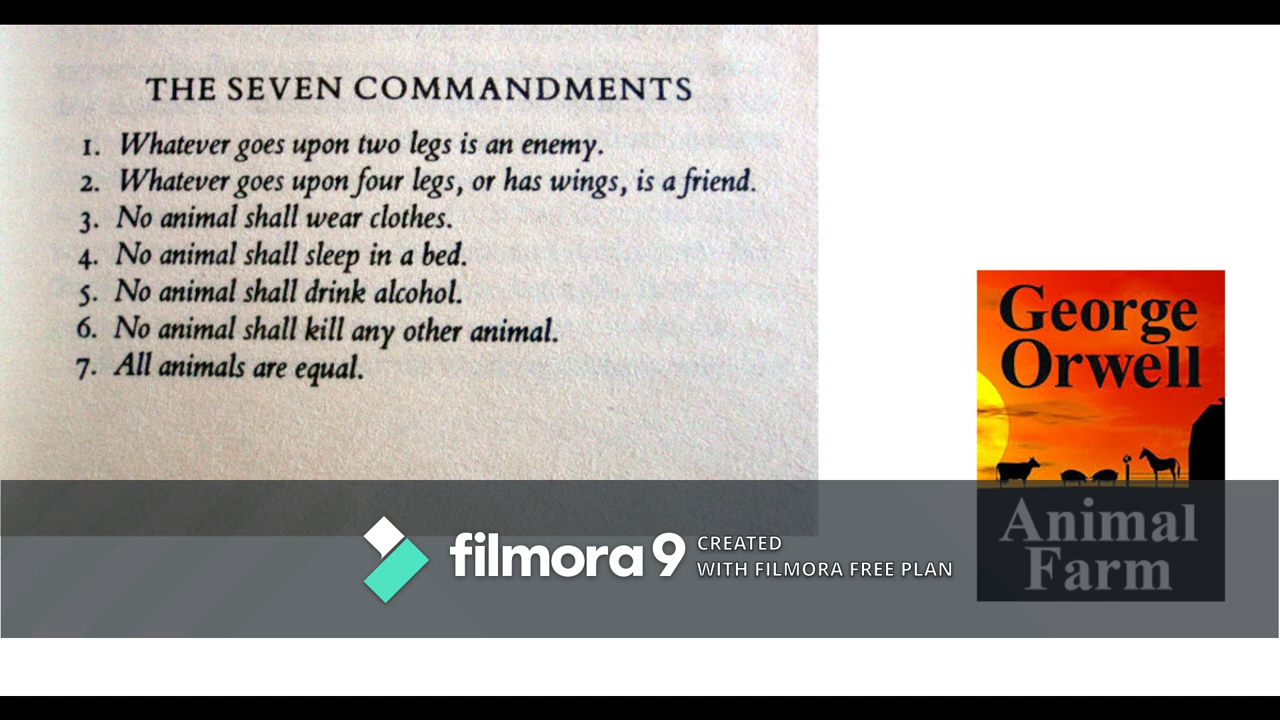 THE SEVEN COMMANDMENTS
1. Whatever goes upon two legs is an enemy.
2. Whatever goes upon four legs, or has wings, is a friend.
3. No animal shall wear clothes.
4. No animal shall sleep in a bed.
5. No animal shall drink alcohol.
6. No animal shall kill any other animal.
7. All animals are equal.
George
Orwell
Animal
Farm
filmora 9
CREATED
WITH FILMORA FREE PLAN